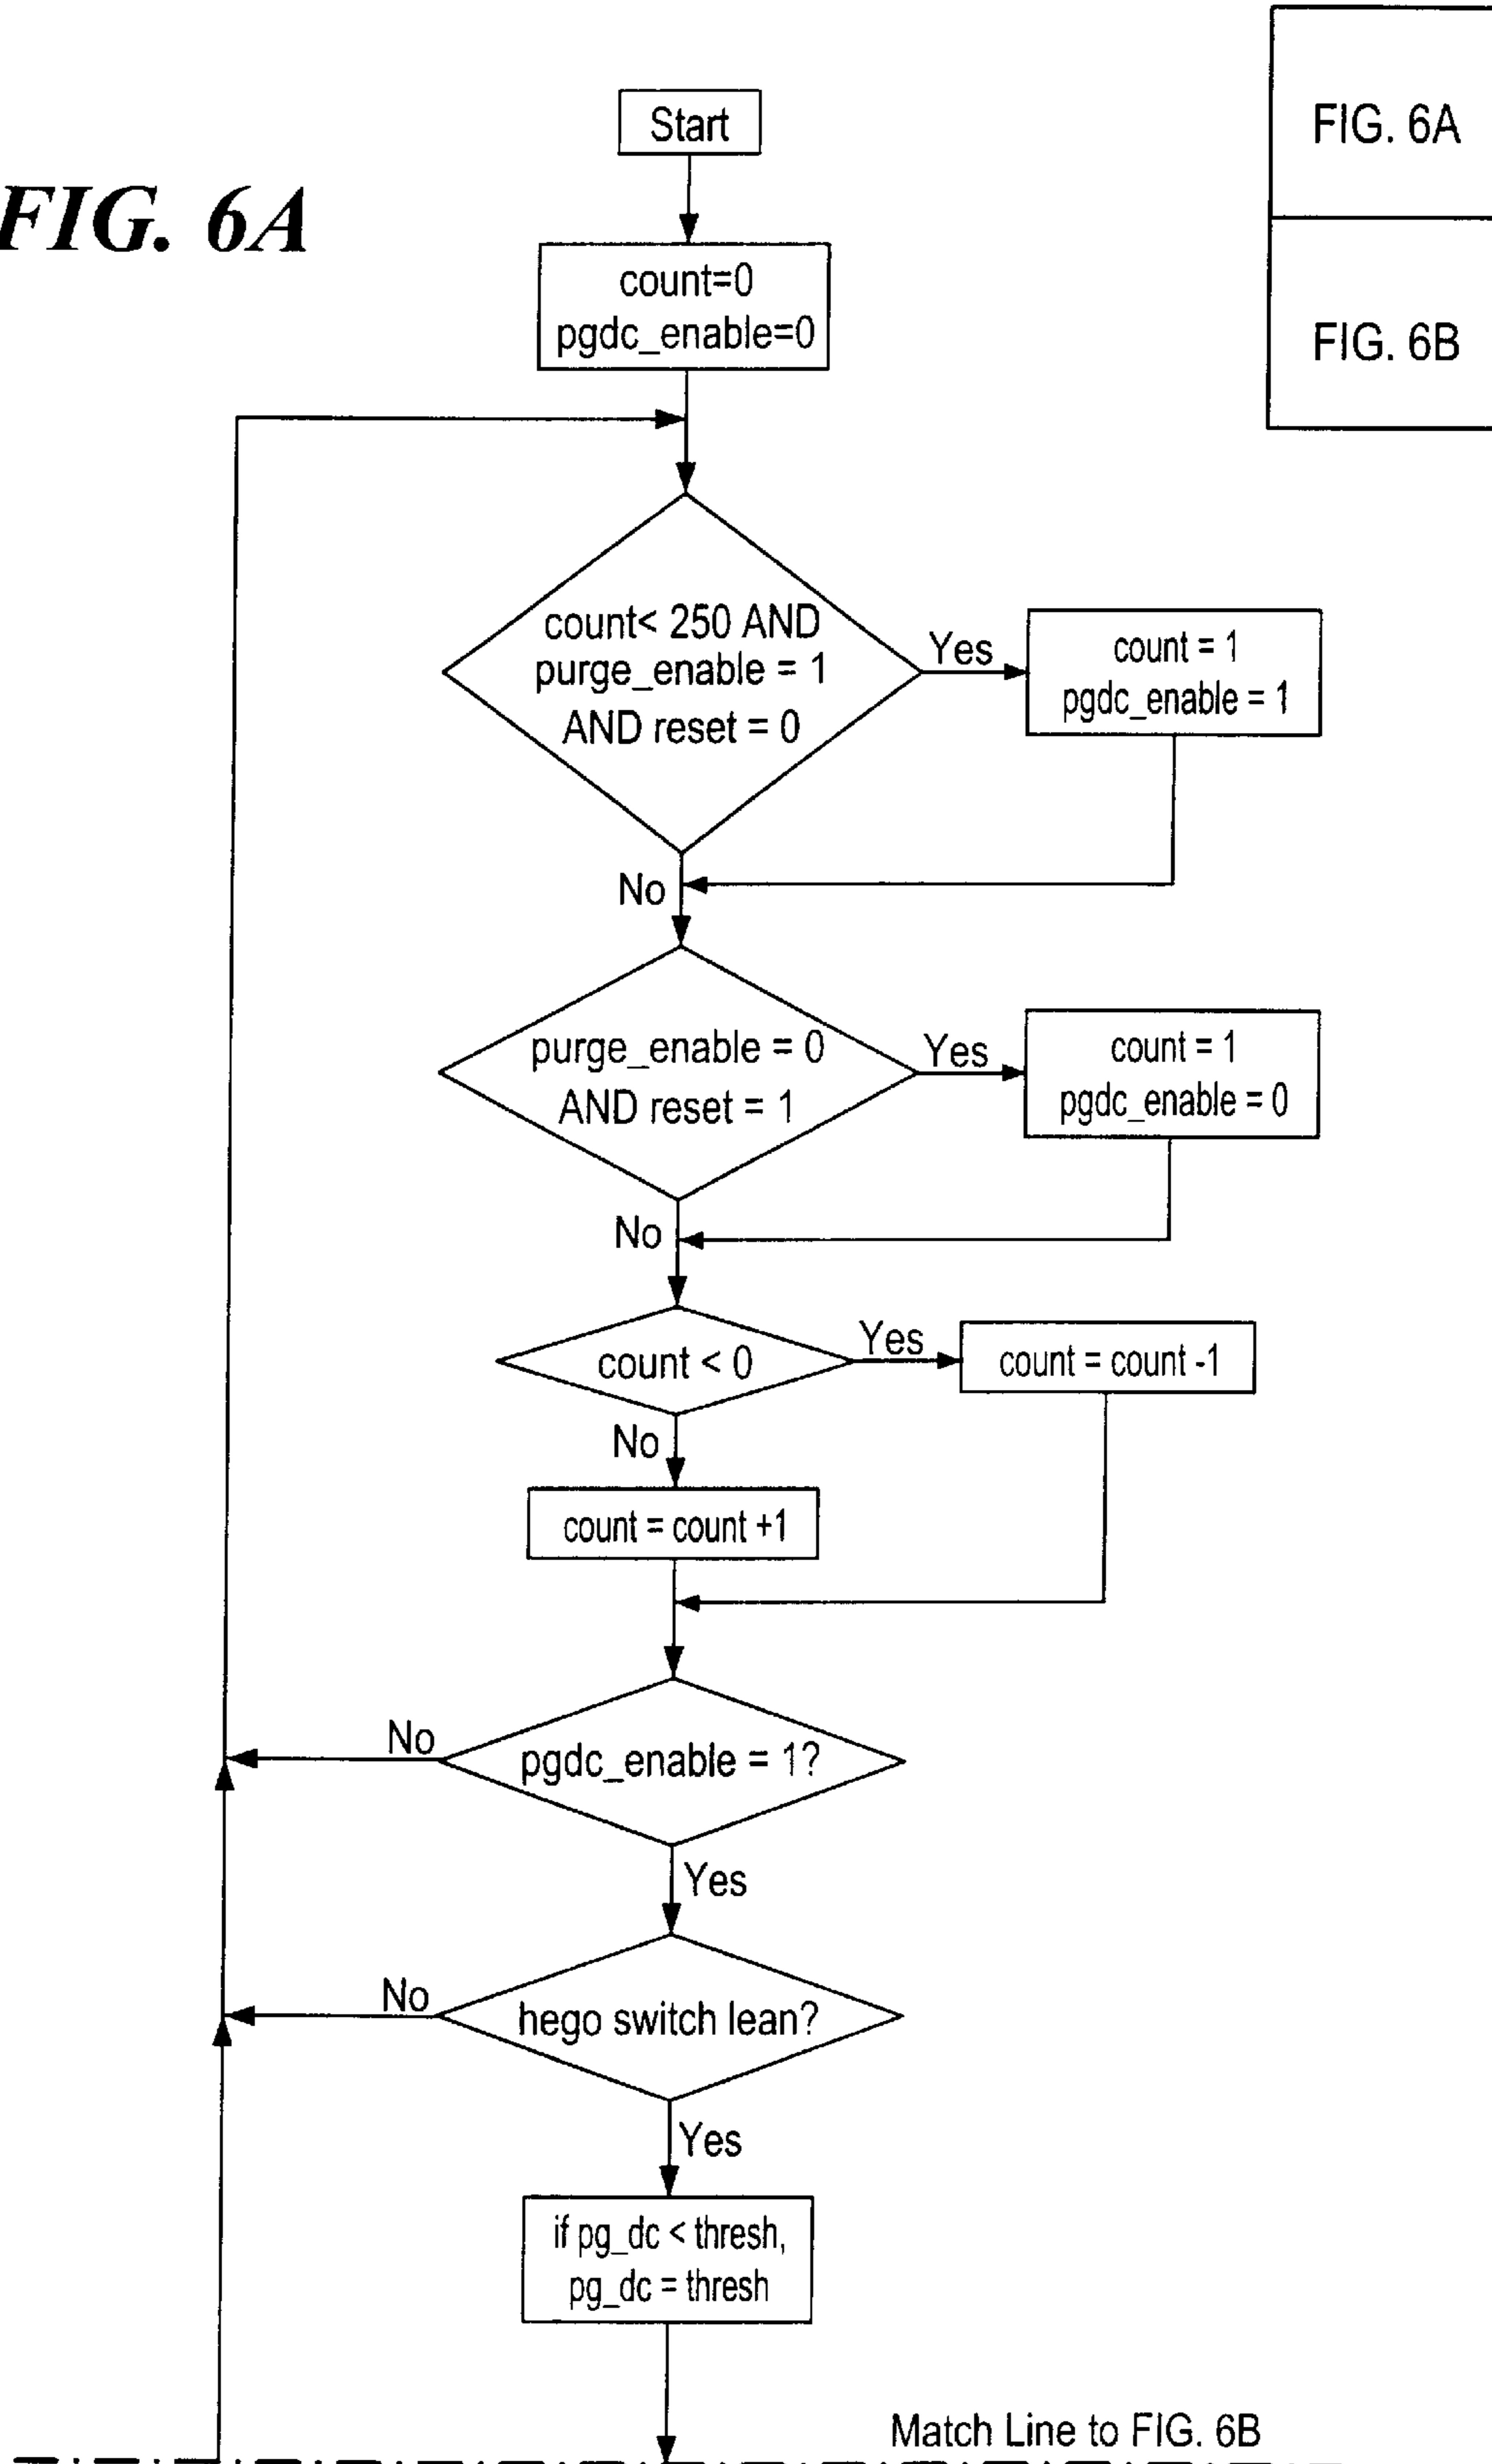 FIG. 6A
FIG. 6A
FIG. 6B
Start
count=0
pgdc_enable=0
count< 250 AND
purge_enable = 1
AND reset = 0
Yes
count = 1
pgdc_enable = 1
No
purge_enable = 0
AND reset = 1
Yes
count = 1
pgdc_enable = 0
No
count < 0
Yes
count = count -1
No
count = count +1
No
pgdc_enable = 1?
Yes
No
hego switch lean?
Yes
if pg_dc < thresh,
pg_dc = thresh
Match Line to FIG. 6B